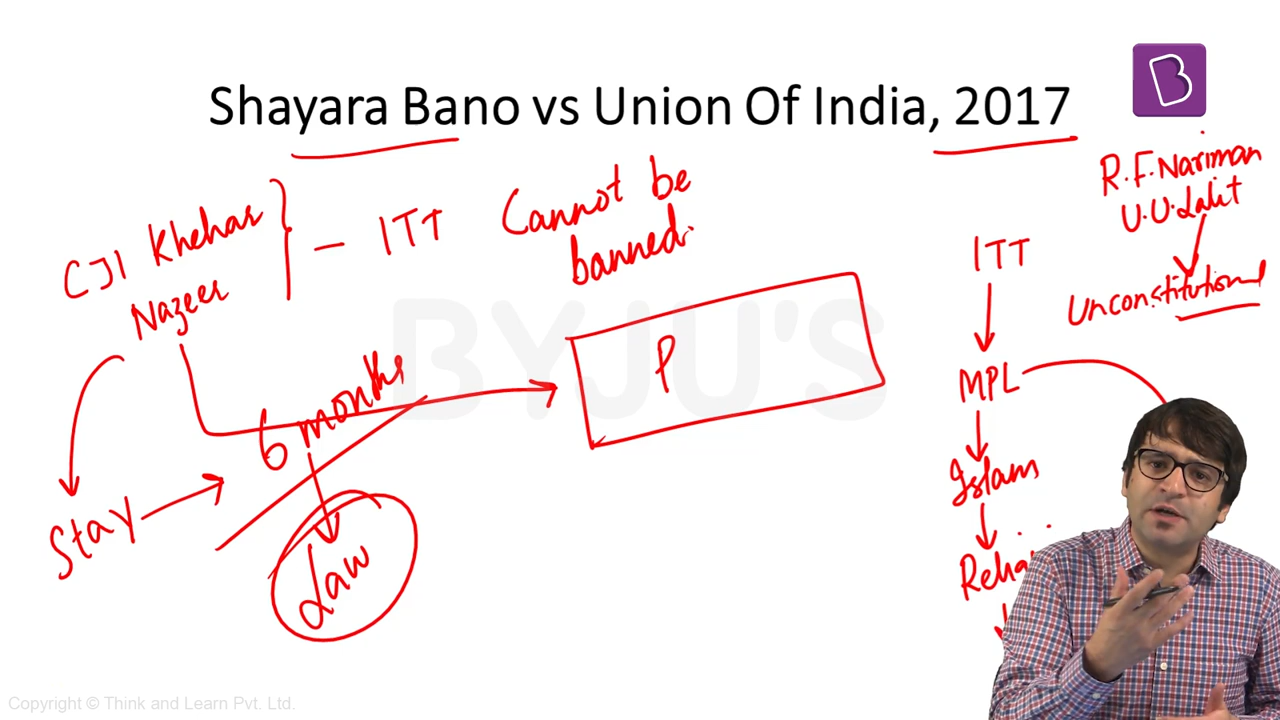 Shayara Bano vs Union Of India, 2017
B
R.F.Nariman
U.U.Lalit
Unconstitutional
CJI Khehar
Nazeer
- ITT
Cannot be
banned.
ITT
MPL
Islam
6 months
P
Stay
Law
BYJU'S
Copyright © Think and Learn Pvt. Ltd.